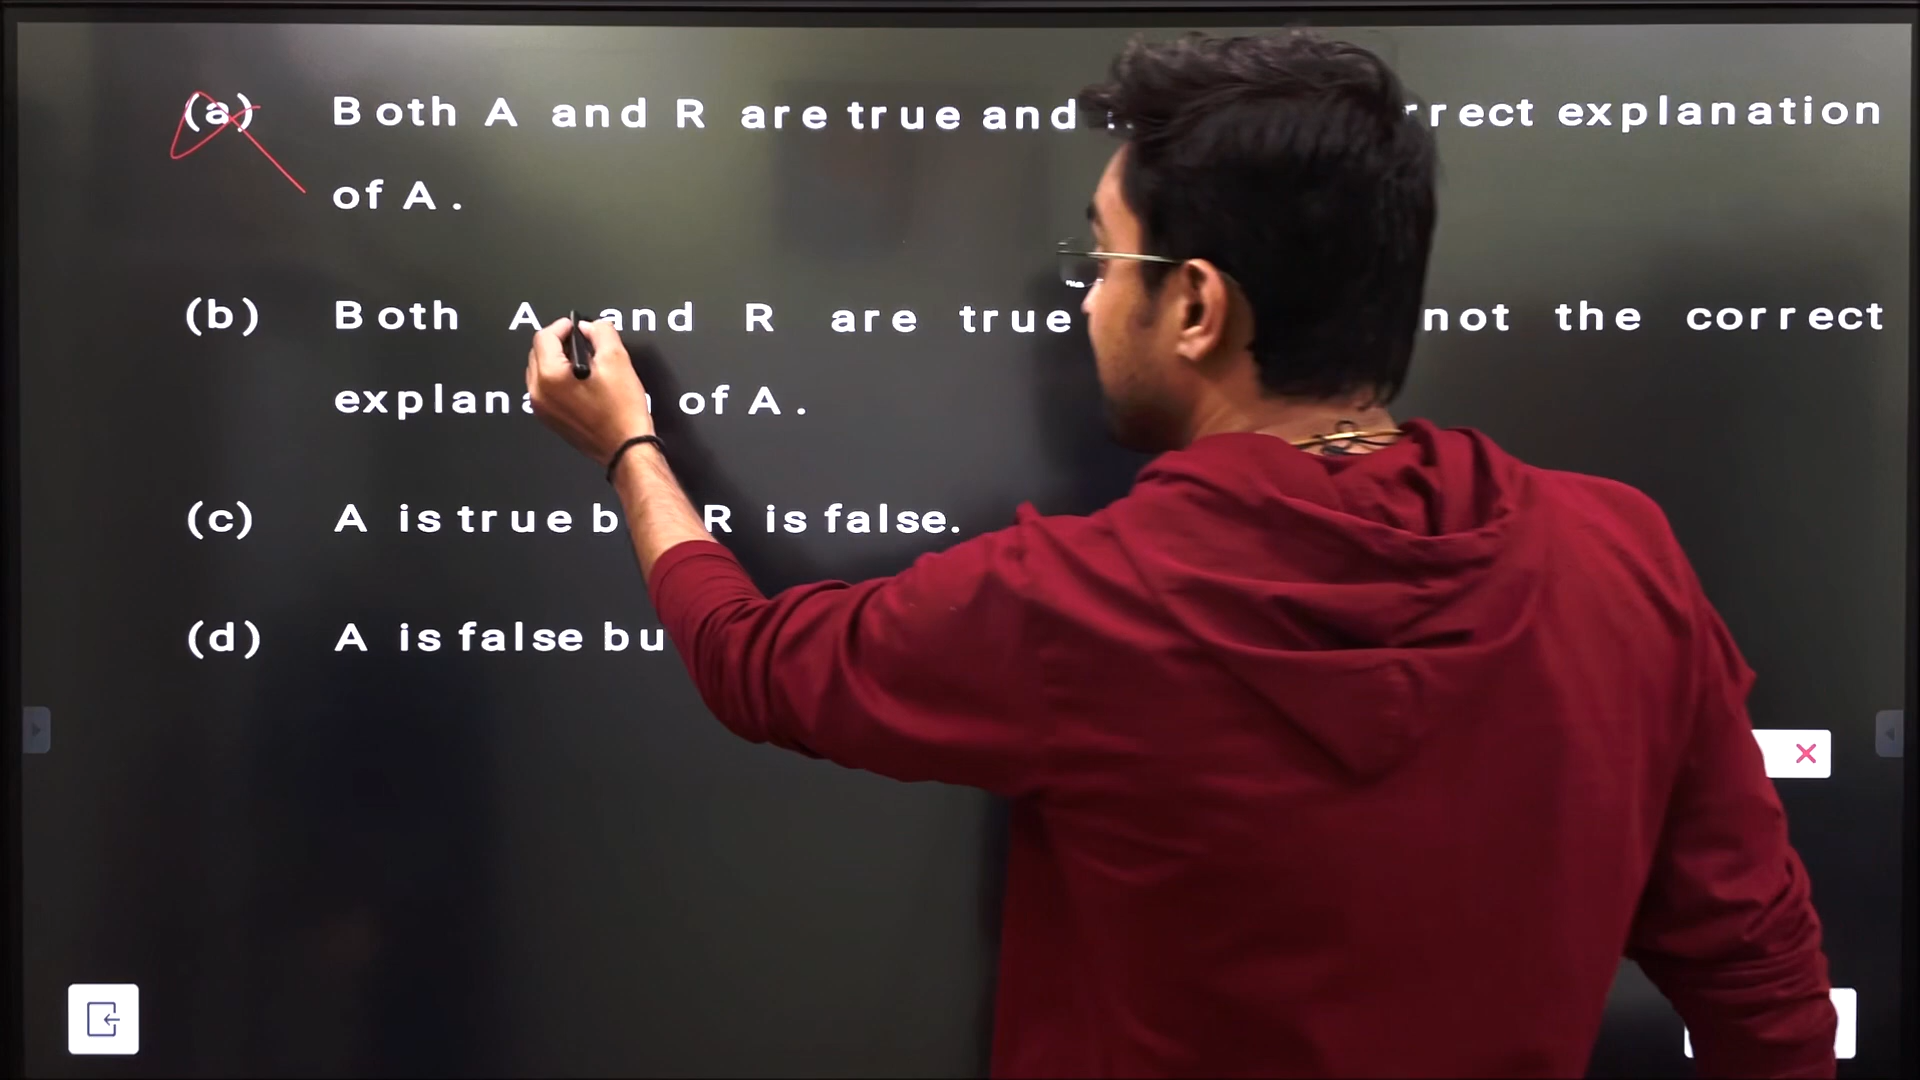 (a) Both A and R are true and rrect explanation
of A.
(b) Both A and R are true not the correct
explana of A.
(c) A is true b R is false.
(d) A is false bu